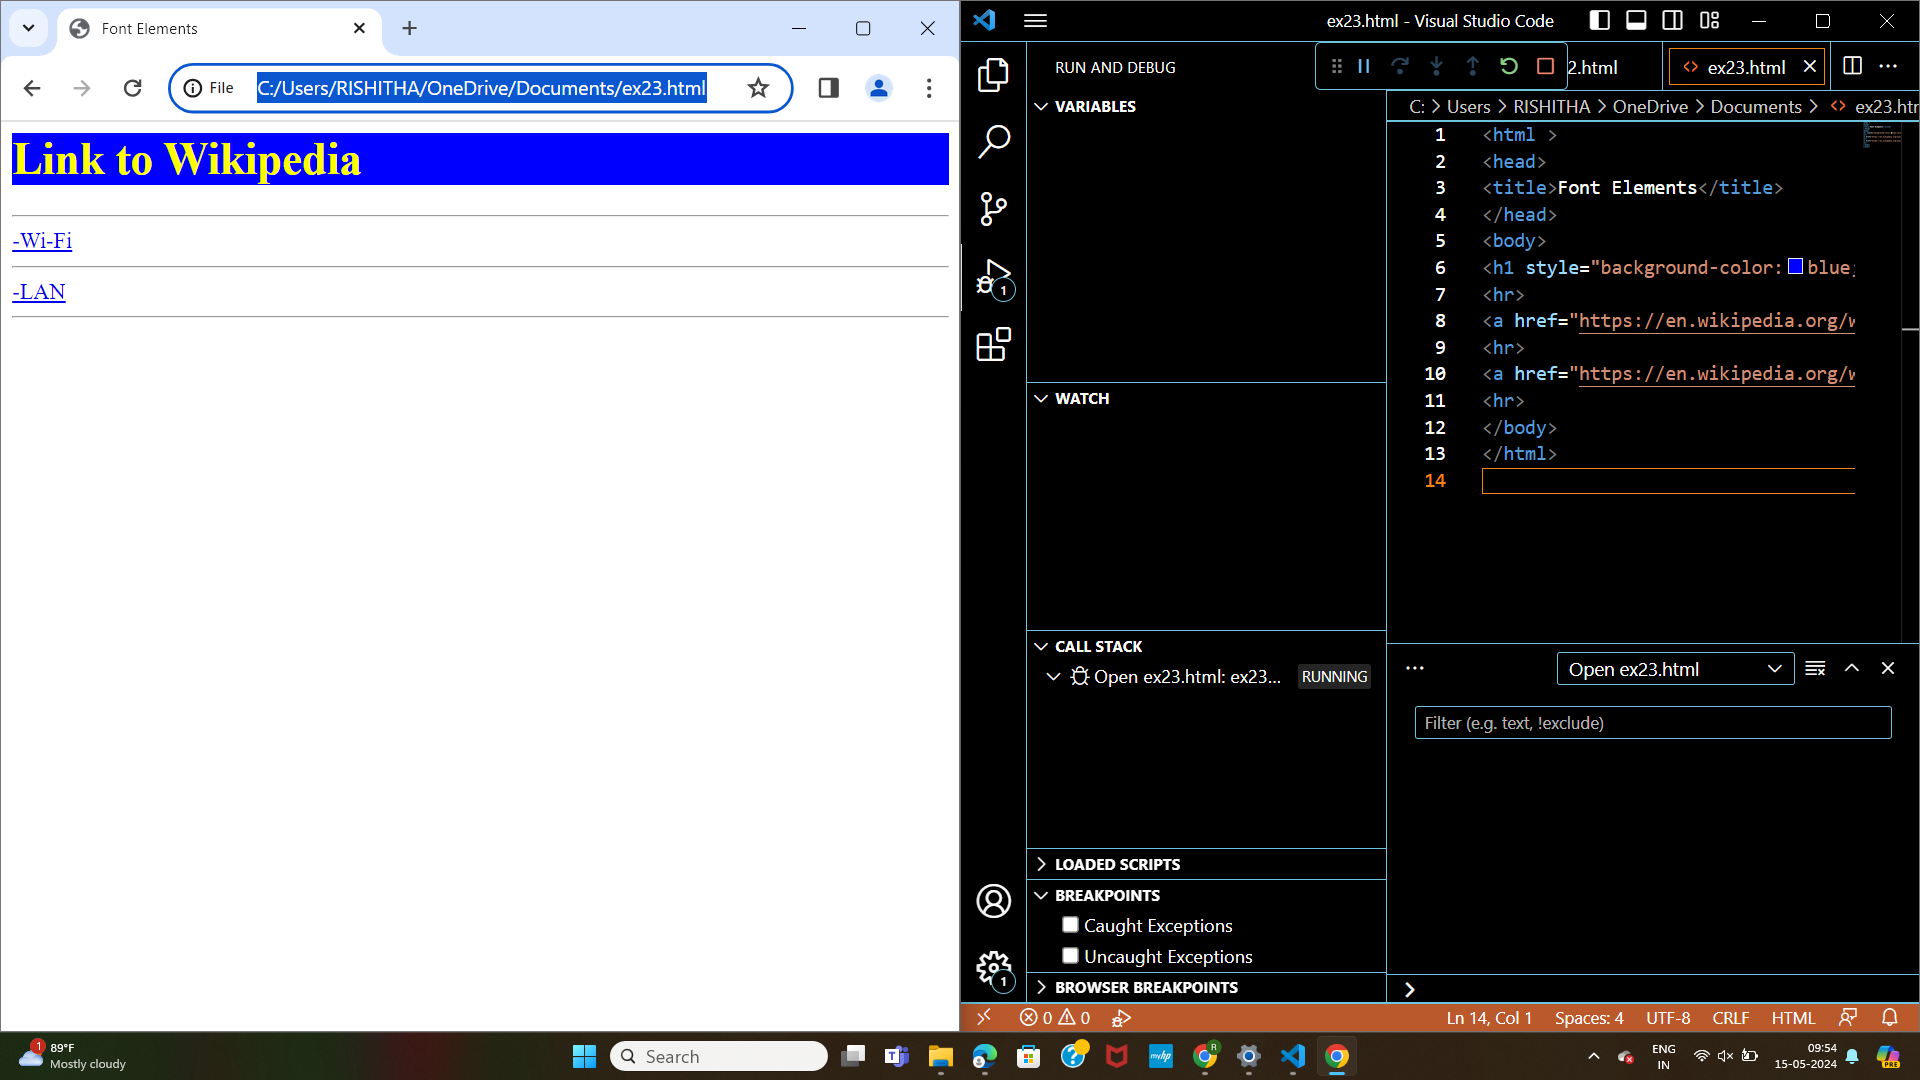 Font Elements
File
C:/Users/RISHITHA/OneDrive/Documents/ex23.html
Link to Wikipedia
-Wi-Fi
-LAN
ex23.html - Visual Studio Code
RUN AND DEBUG
2.html
ex23.html
VARIABLES
C: > Users > RISHITHA > OneDrive > Documents >
1 <html >
2 <head>
3 <title>Font Elements</title>
4 </head>
5 <body>
6 <h1 style="background-color: blue;
7 <hr>
8 <a href="https://en.wikipedia.org/w
9 <hr>
10 <a href="https://en.wikipedia.org/w
11 <hr>
12 </body>
13 </html>
14
1
WATCH
CALL STACK
Open ex23.html: ex23...
RUNNING
Open ex23.html
Filter (e.g. text, !exclude)
LOADED SCRIPTS
BREAKPOINTS
Caught Exceptions
Uncaught Exceptions
1
BROWSER BREAKPOINTS
0 0
Ln 14, Col 1
Spaces: 4
UTF-8
CRLF
HTML
1
89°F
Mostly cloudy
Search
myhp
R
ENG
IN
09:54
15-05-2024
PRE